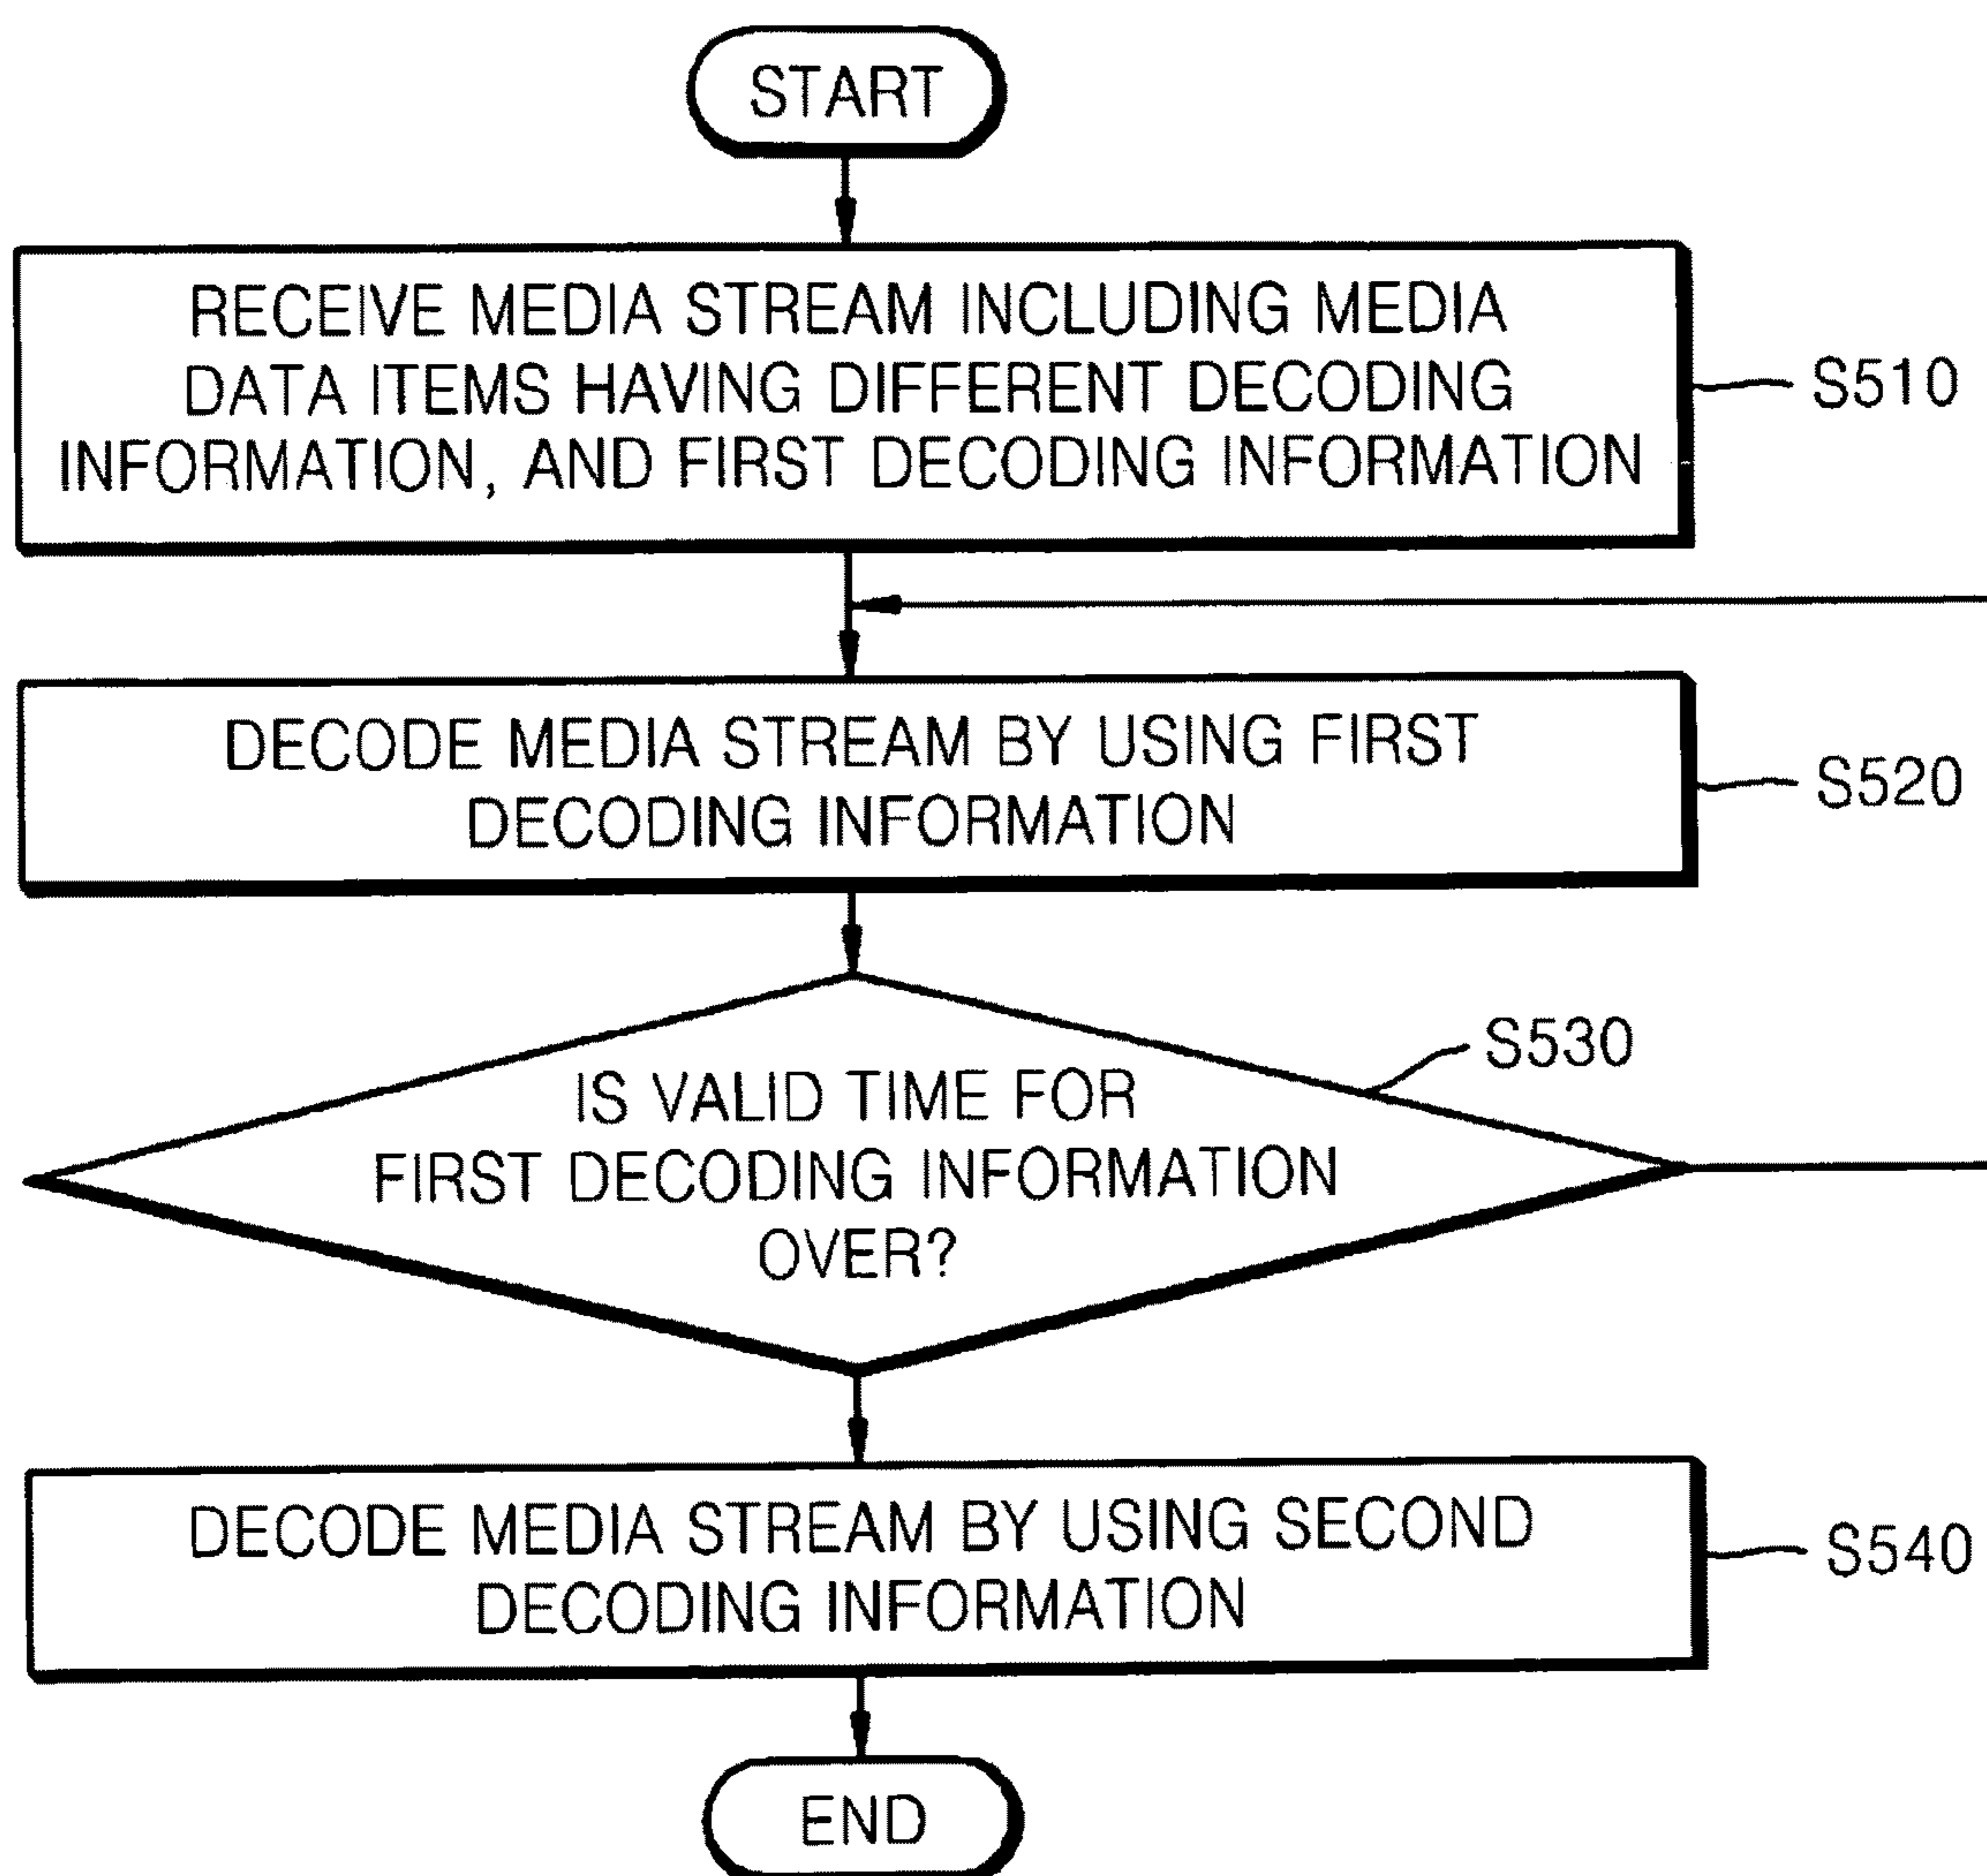 START
RECEIVE MEDIA STREAM INCLUDING MEDIA
DATA ITEMS HAVING DIFFERENT DECODING
INFORMATION, AND FIRST DECODING INFORMATION
S510
DECODE MEDIA STREAM BY USING FIRST
DECODING INFORMATION
S520
S530
IS VALID TIME FOR
FIRST DECODING INFORMATION
OVER?
DECODE MEDIA STREAM BY USING SECOND
DECODING INFORMATION
S540
END